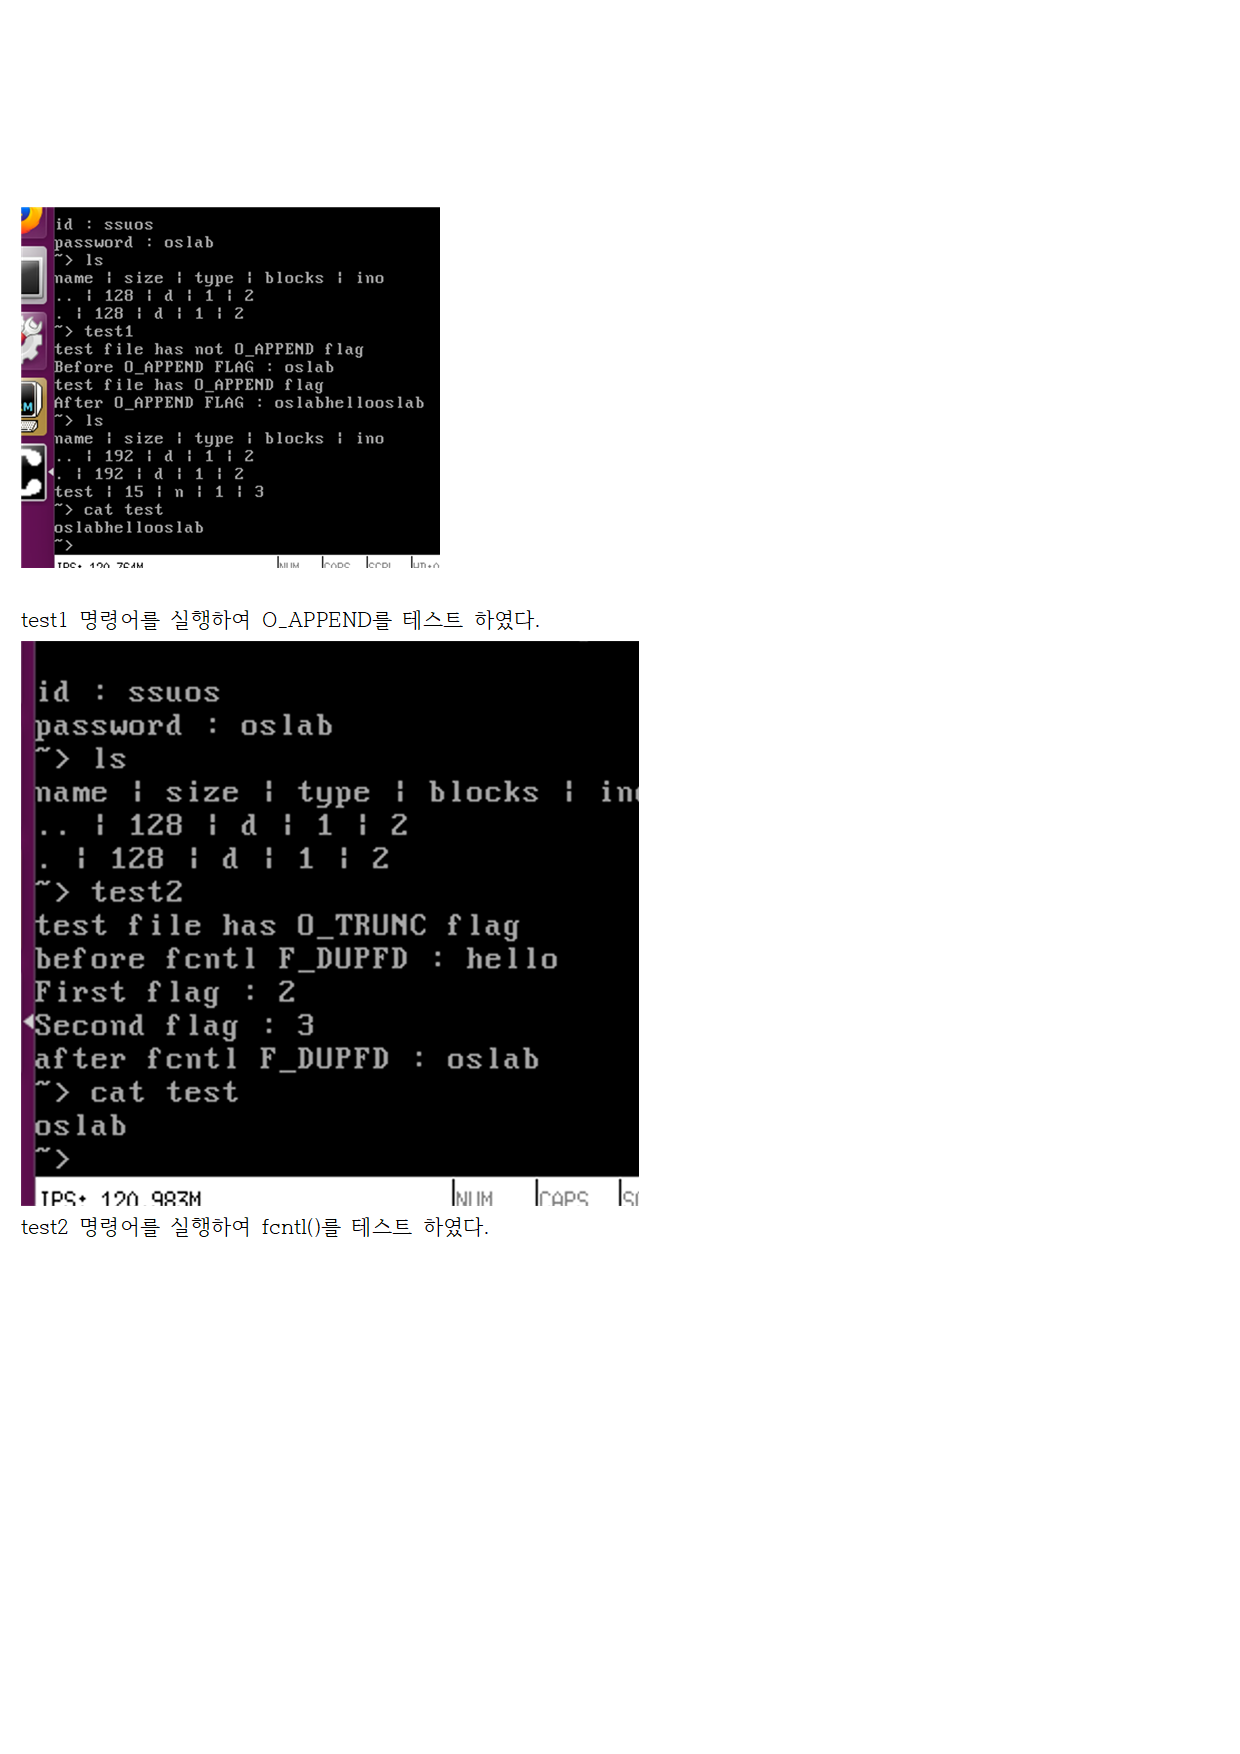 id : ssuos
password : oslab
~> ls
name | size | type | blocks | ino
.. | 128 | d | 1 | 2
. | 128 | d | 1 | 2
~> test1
test file has not O_APPEND flag
Before O_APPEND FLAG : oslab
test file has O_APPEND flag
After O_APPEND FLAG : oslabhellooslab
~> ls
name | size | type | blocks | ino
.. | 192 | d | 1 | 2
. | 192 | d | 1 | 2
test | 15 | n | 1 | 3
~> cat test
oslabhellooslab
~>
IPS: 120.764M NUM CAPS SCRL
test1 명령어를 실행하여 O_APPEND를 테스트 하였다.
id : ssuos
password : oslab
~> ls
name | size | type | blocks | ino
.. | 128 | d | 1 | 2
. | 128 | d | 1 | 2
~> test2
test file has O_TRUNC flag
before fcntl F_DUPFD : hello
First flag : 2
Second flag : 3
after fcntl F_DUPFD : oslab
~> cat test
oslab
~>
IPS: 120.983M NUM CAPS
test2 명령어를 실행하여 fcntl()를 테스트 하였다.